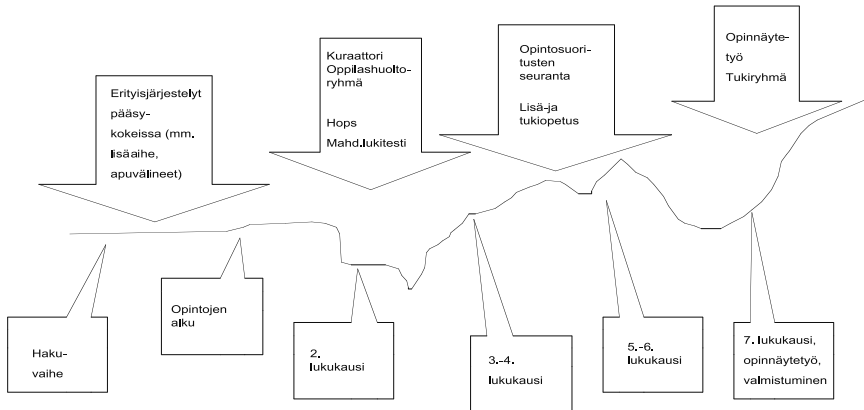 Erityisjärjestelyt
pääsy-
kokeissa (mm.
lisäaihe,
apuvälineet)
Kuraattori
Oppilashuolto-
ryhmä
Hops
Mahd.lukitesti
Opintosuori-
tusten
seuranta
Lisä-ja
tukiopetus
Opinnäyte-
työ
Tukiryhmä
Haku-
vaihe
Opintojen
alku
2.
lukukausi
3.-4.
lukukausi
5.-6.
lukukausi
7. lukukausi,
opinnäytetyö,
valmistuminen